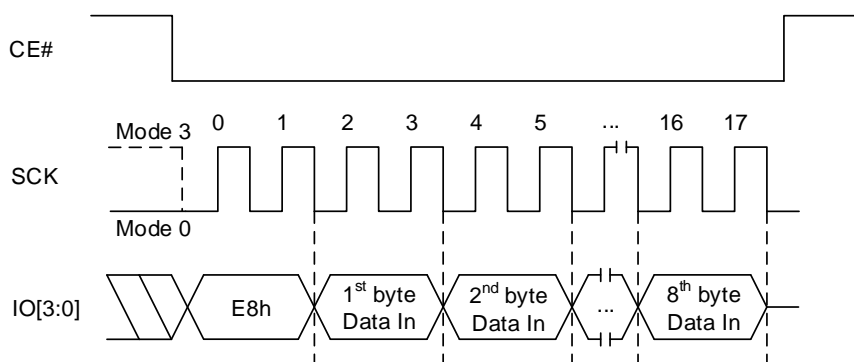 CE#
Mode 3
0 1 2 3 4 5 ... 16 17
SCK
Mode 0
IO[3:0]
E8h
1st byte
Data In
2nd byte
Data In
...
8th byte
Data In